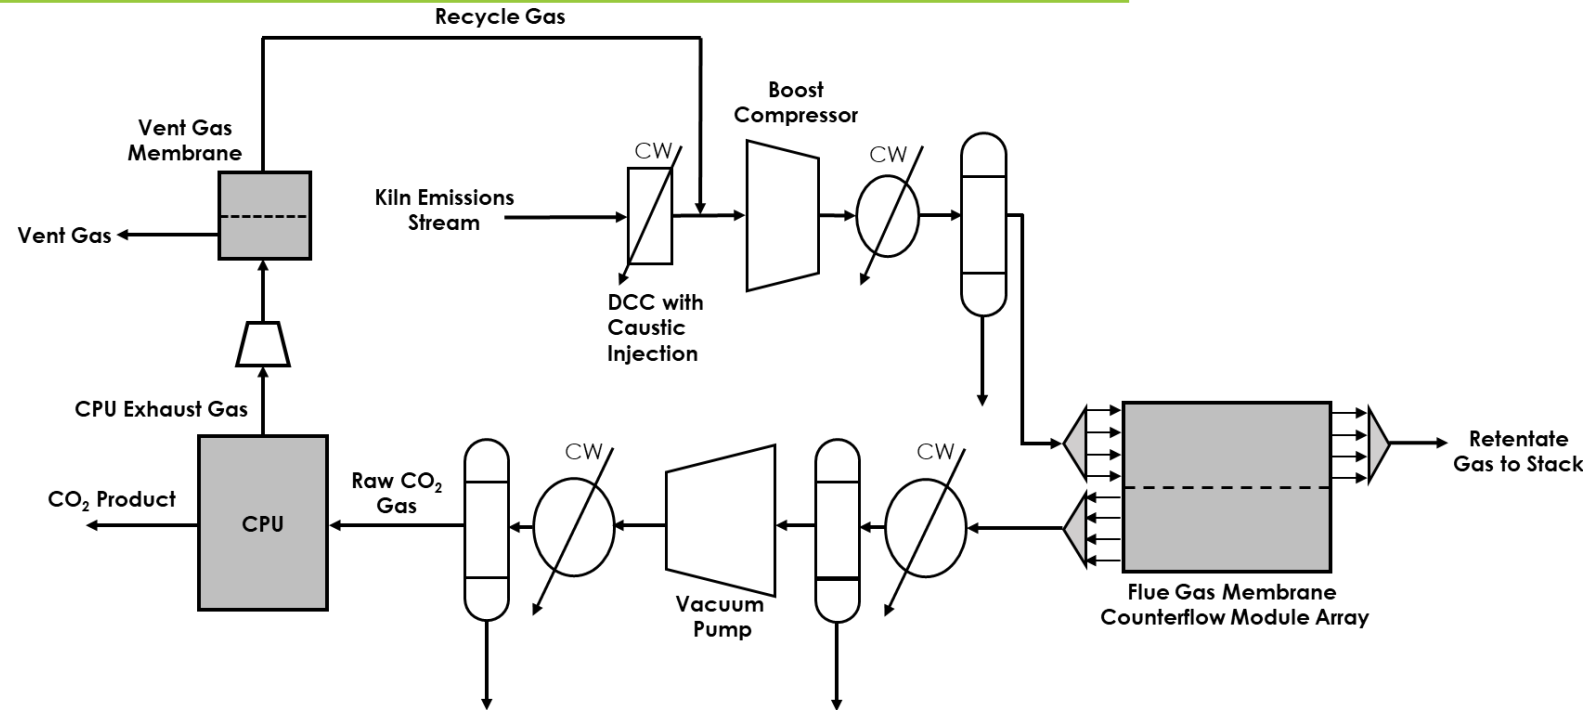 Recycle Gas
Boost
Compressor
Vent Gas
Membrane
CW
CW
Kiln Emissions
Stream
Vent Gas
DCC with
Caustic
Injection
CPU Exhaust Gas
Retentate
Gas to Stack
CW
CW
Raw CO₂
Gas
CO₂ Product
CPU
Flue Gas Membrane
Counterflow Module Array
Vacuum
Pump